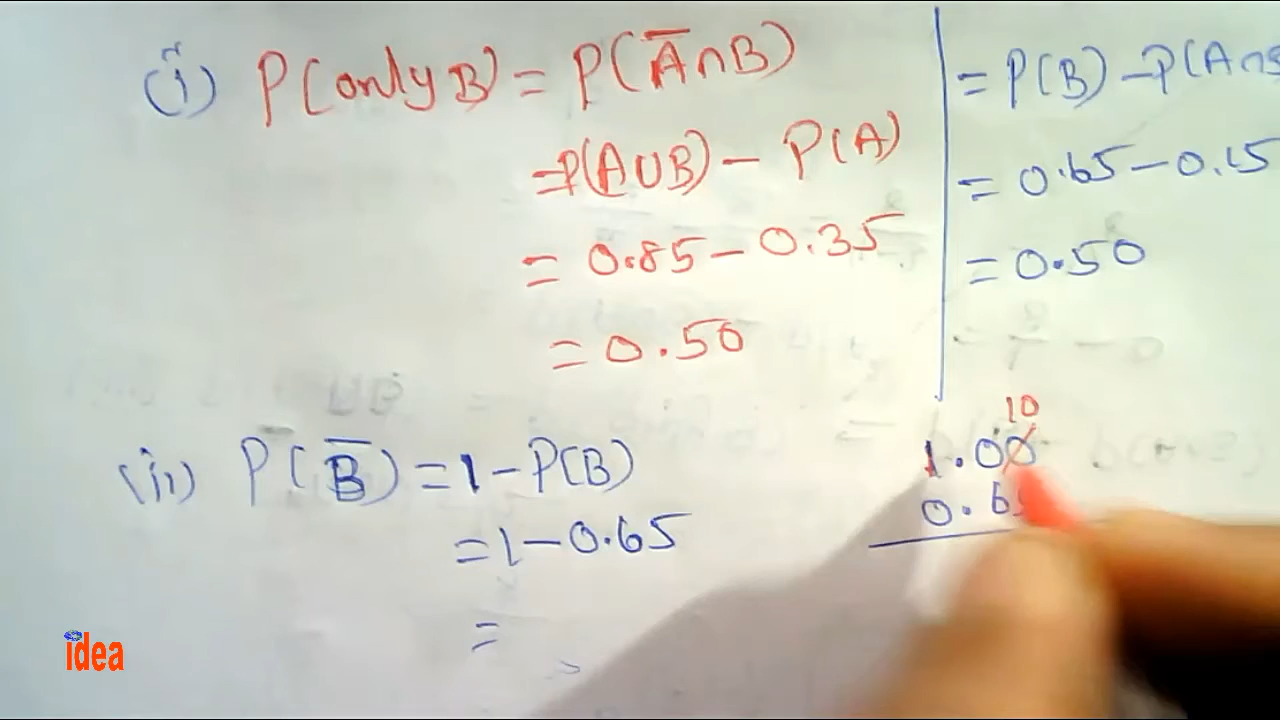 (i) P(only B) = P(A̅∩B)
=P(A∪B) – P(A)
= 0.85 – 0.35
= 0.50
= P(B) – P(A∩B
= 0.65 – 0.15
= 0.50
(ii) P(B̅) = 1 – P(B)
= 1 – 0.65
=
10
1.00
0.65
idea